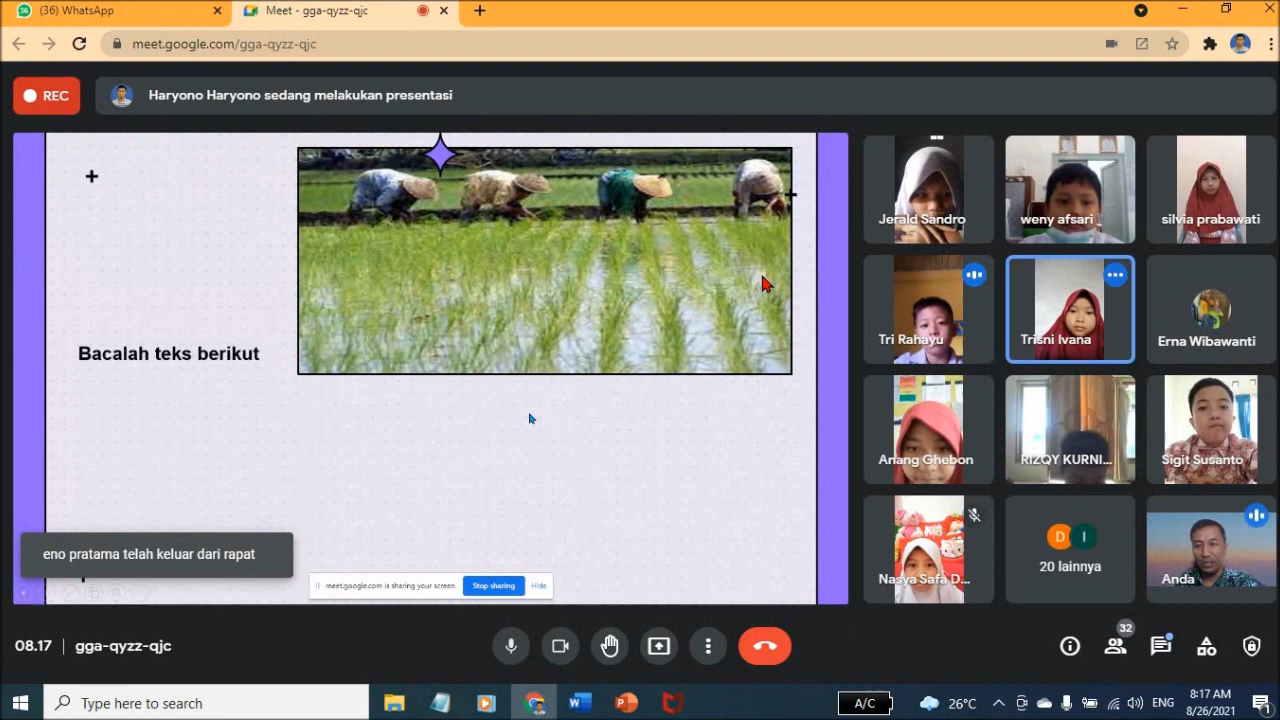 (36) WhatsApp
Meet - gga-qyzz-qjc
meet.google.com/gga-qyzz-qjc
REC
Haryono Haryono sedang melakukan presentasi
Bacalah teks berikut
eno pratama telah keluar dari rapat
meet.google.com is sharing your screen.
Stop sharing
Hide
Jerald Sandro
weny afsari
silvia prabawati
Tri Rahayu
Trisni Ivana
Erna Wibawanti
Anang Ghebon
RIZQY KURNI...
Sigit Susanto
Nasya Safa D...
D I
20 lainnya
Anda
08.17 | gga-qyzz-qjc
32
Type here to search
A/C
26°C
ENG
8:17 AM
8/26/2021
1